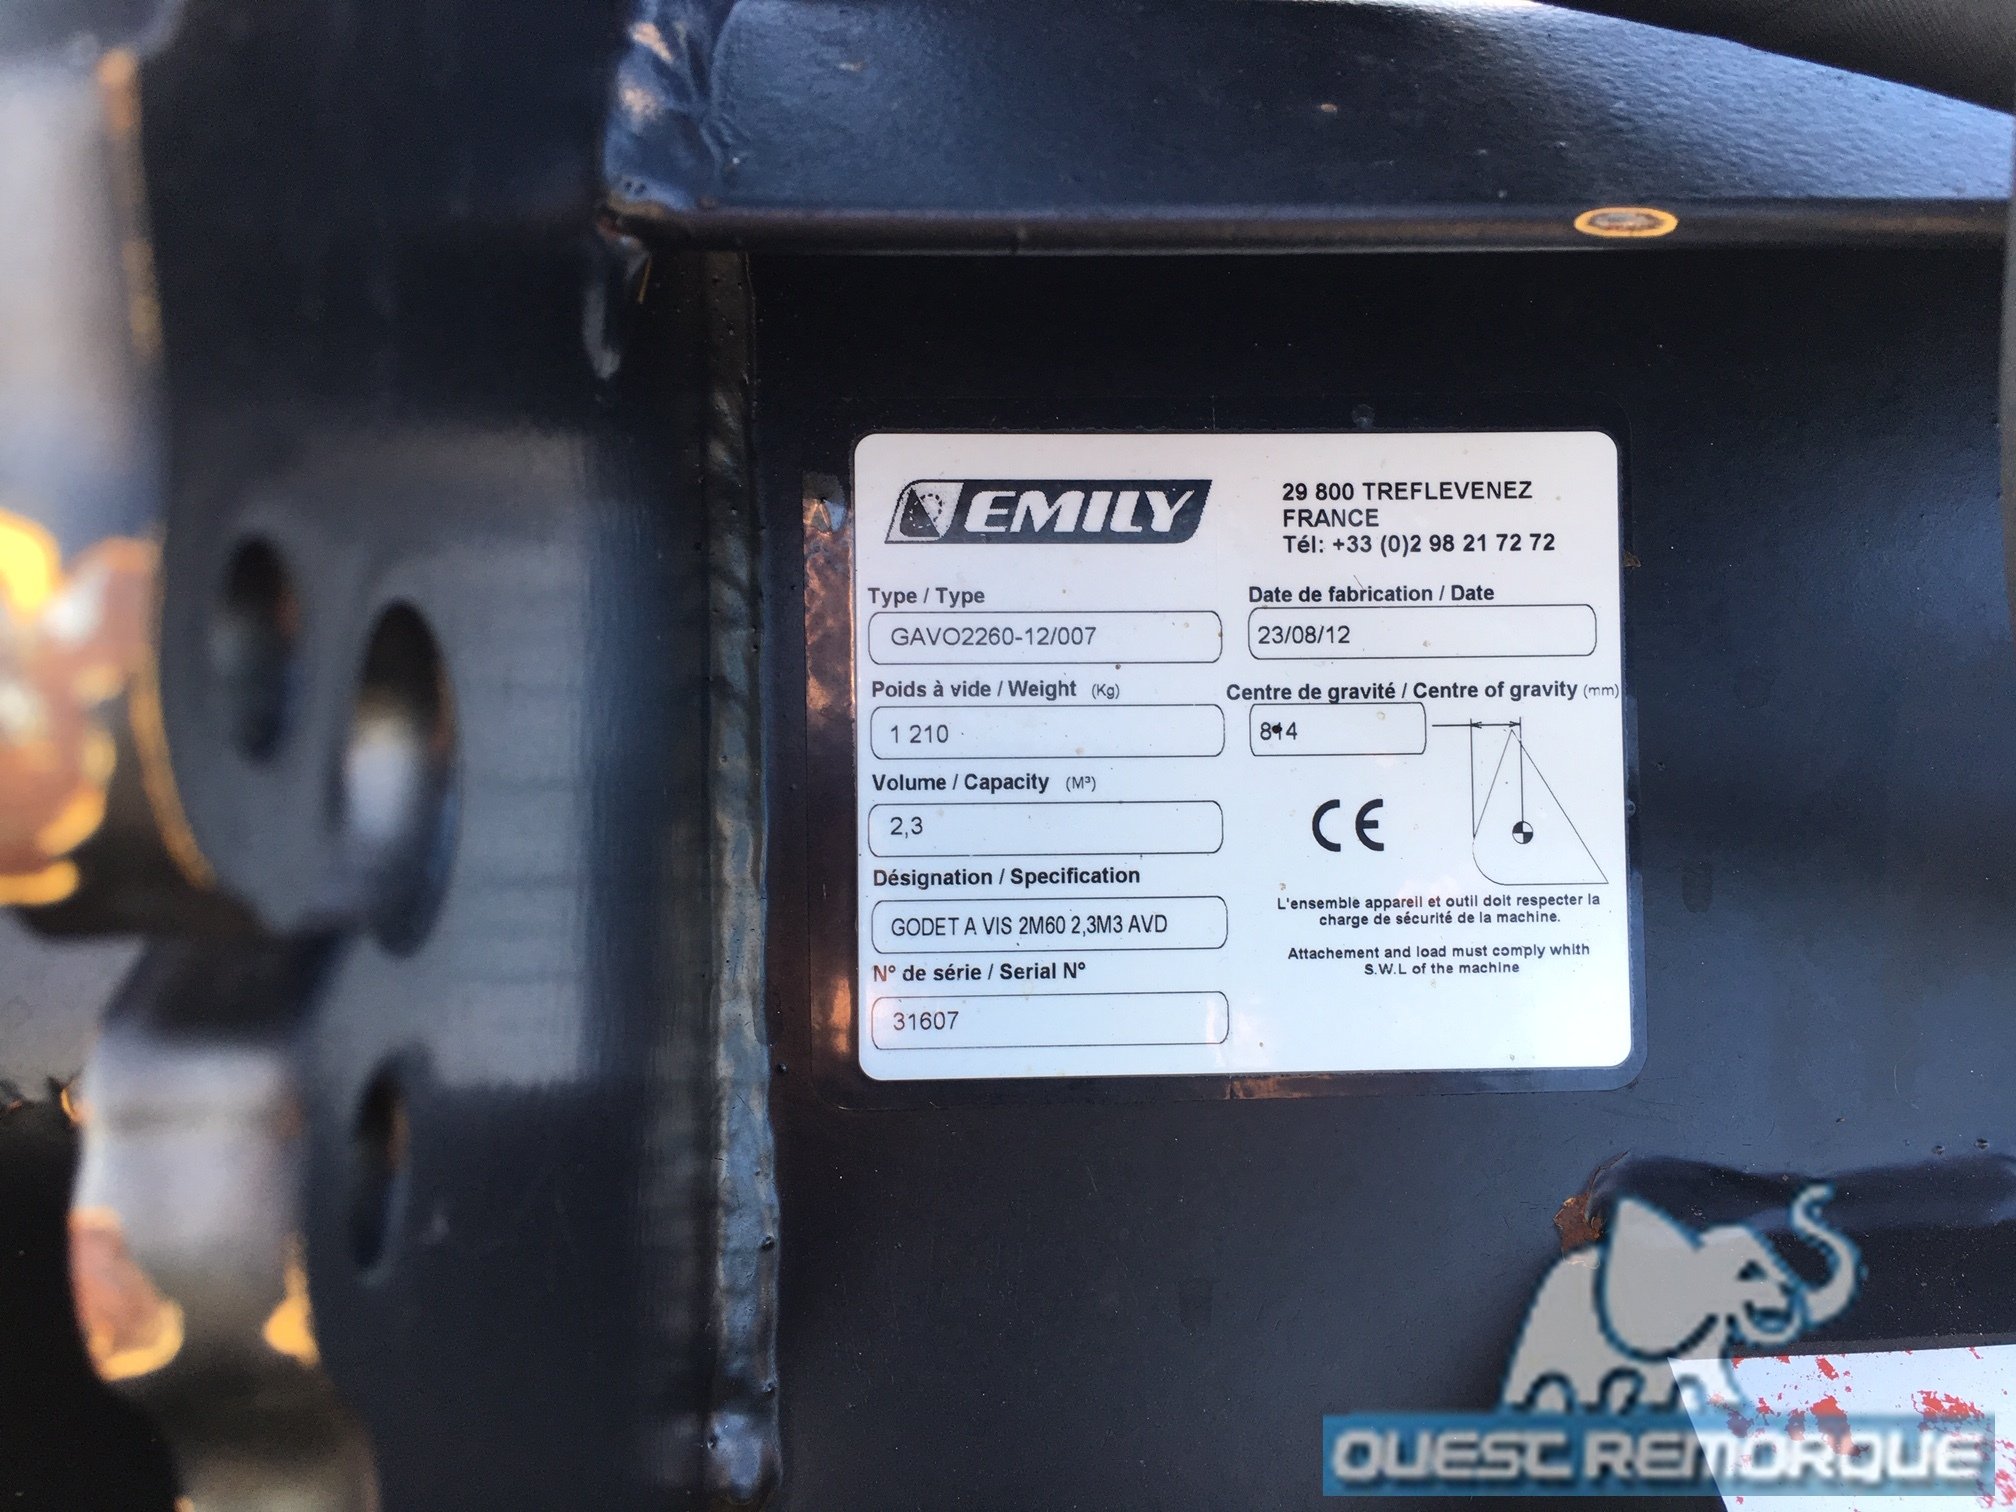 EMILY
29 800 TREFLEVENEZ
FRANCE
Tél: +33 (0)2 98 21 72 72
Type / Type
GAVO2260-12/007
Date de fabrication / Date
23/08/12
Poids à vide / Weight (Kg)
1 210
Centre de gravité / Centre of gravity (mm)
814
Volume / Capacity (M³)
2,3
CE
Désignation / Specification
GODET A VIS 2M60 2,3M3 AVD
L'ensemble appareil et outil doit respecter la
charge de sécurité de la machine.
Attachement and load must comply whith
S.W.L of the machine
N° de série / Serial N°
31607
OUEST REMORQUE